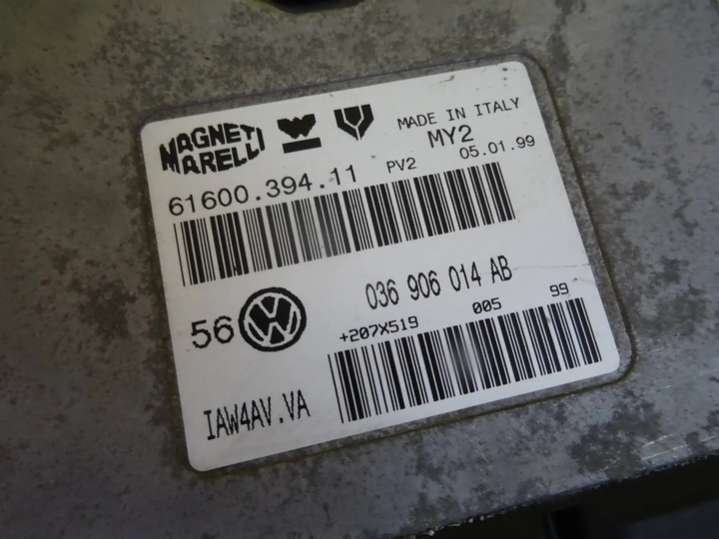 MAGNETI MARELLI
MADE IN ITALY
MY2
61600.394.11 PV2 05.01.99
56 VW 036 906 014 AB
+207X519 005 99
IAW4AV.VA